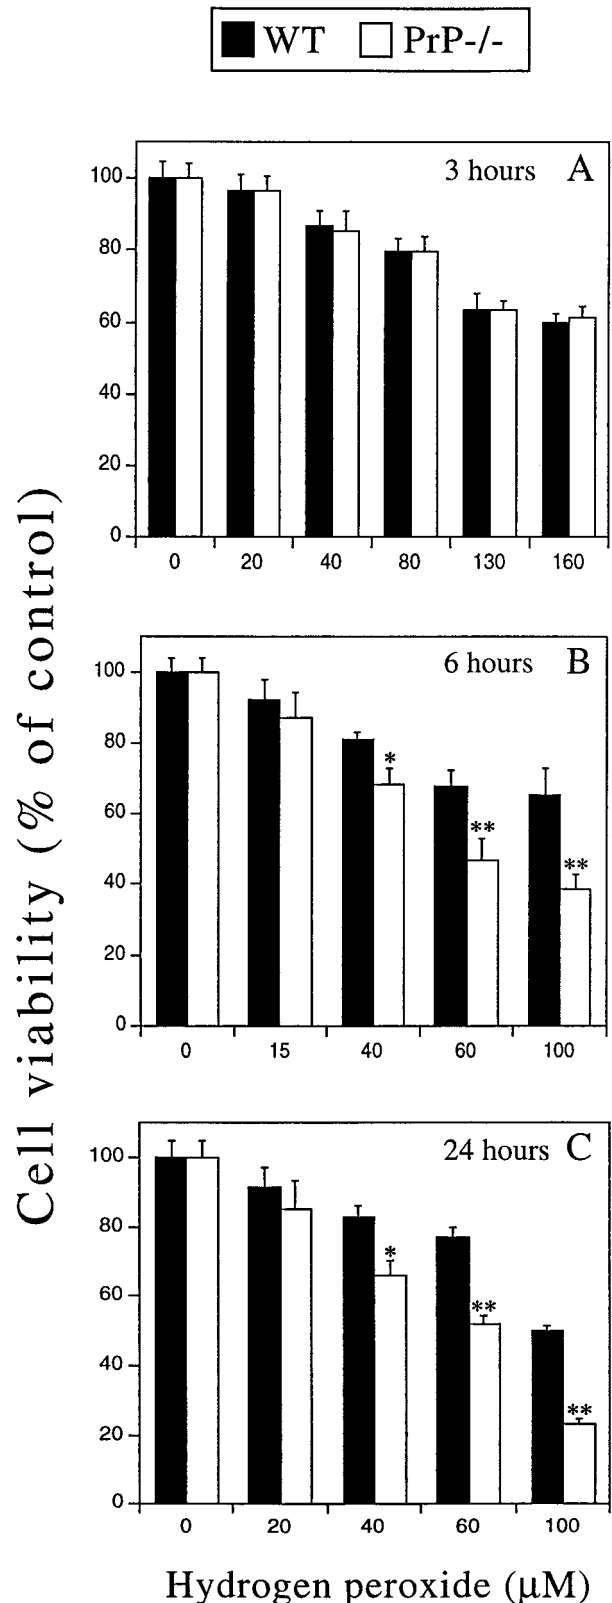 WT PrP-/-
3 hours A
100
80
60
40
20
0
0 20 40 80 130 160
Cell viability (% of control)
6 hours B
100
80
60
40
20
0
*
**
**
0 15 40 60 100
24 hours C
100
80
60
40
20
0
*
**
**
0 20 40 60 100
Hydrogen peroxide (µM)